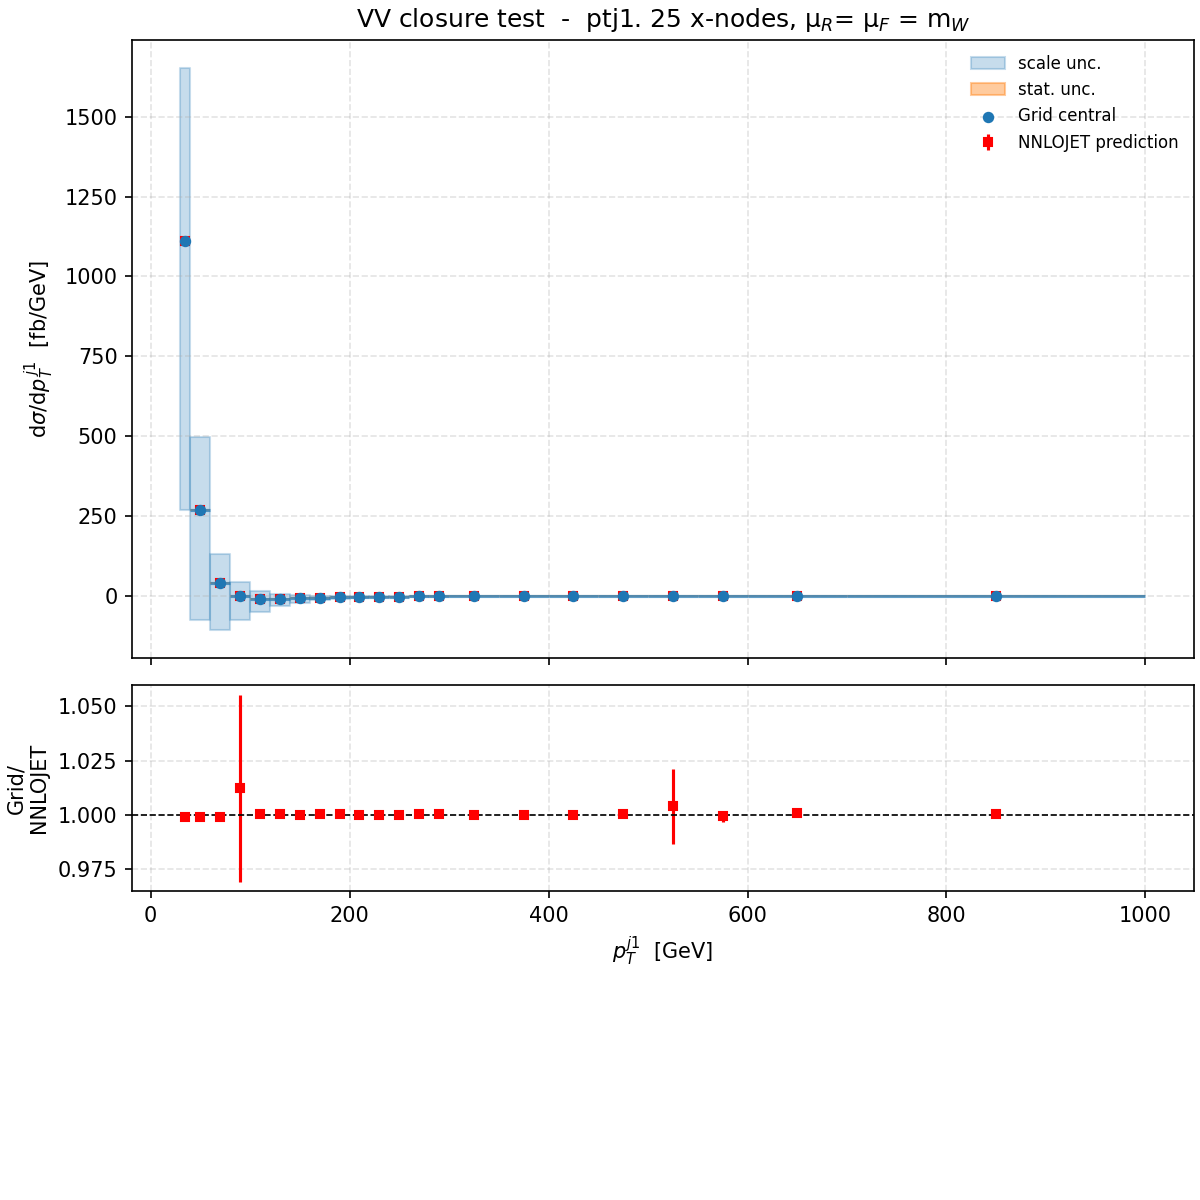 VV closure test - ptj1. 25 x-nodes, μR= μF = mW
scale unc.
stat. unc.
Grid central
NNLOJET prediction
dσ/dp_T^{j1} [fb/GeV]
1500
1250
1000
750
500
250
0
Grid/
NNLOJET
1.050
1.025
1.000
0.975
0 200 400 600 800 1000
p_T^{j1} [GeV]